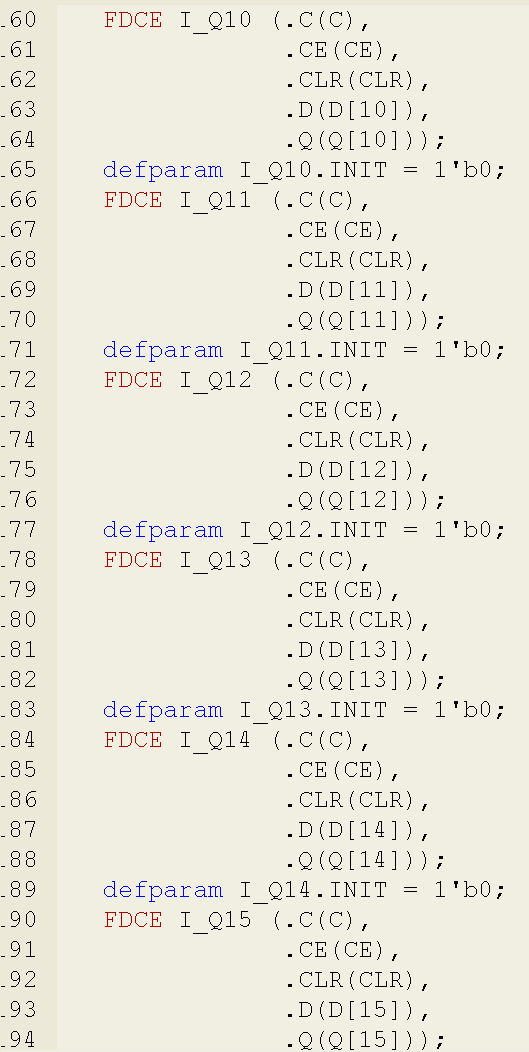 .60 FDCE I_Q10 (.C(C),
.61 .CE(CE),
.62 .CLR(CLR),
.63 .D(D[10]),
.64 .Q(Q[10]));
.65 defparam I_Q10.INIT = 1'b0;
.66 FDCE I_Q11 (.C(C),
.67 .CE(CE),
.68 .CLR(CLR),
.69 .D(D[11]),
.70 .Q(Q[11]));
.71 defparam I_Q11.INIT = 1'b0;
.72 FDCE I_Q12 (.C(C),
.73 .CE(CE),
.74 .CLR(CLR),
.75 .D(D[12]),
.76 .Q(Q[12]));
.77 defparam I_Q12.INIT = 1'b0;
.78 FDCE I_Q13 (.C(C),
.79 .CE(CE),
.80 .CLR(CLR),
.81 .D(D[13]),
.82 .Q(Q[13]));
.83 defparam I_Q13.INIT = 1'b0;
.84 FDCE I_Q14 (.C(C),
.85 .CE(CE),
.86 .CLR(CLR),
.87 .D(D[14]),
.88 .Q(Q[14]));
.89 defparam I_Q14.INIT = 1'b0;
.90 FDCE I_Q15 (.C(C),
.91 .CE(CE),
.92 .CLR(CLR),
.93 .D(D[15]),
.94 .Q(Q[15]));